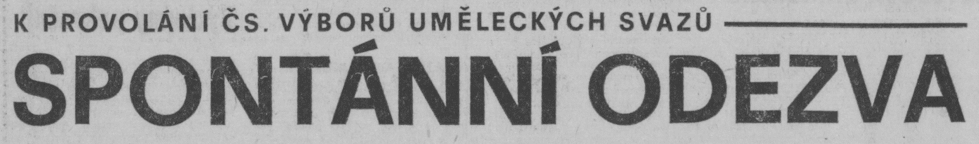 K PROVOLÁNÍ ČS. VÝBORŮ UMĚLECKÝCH SVAZŮ
SPONTÁNNÍ ODEZVA